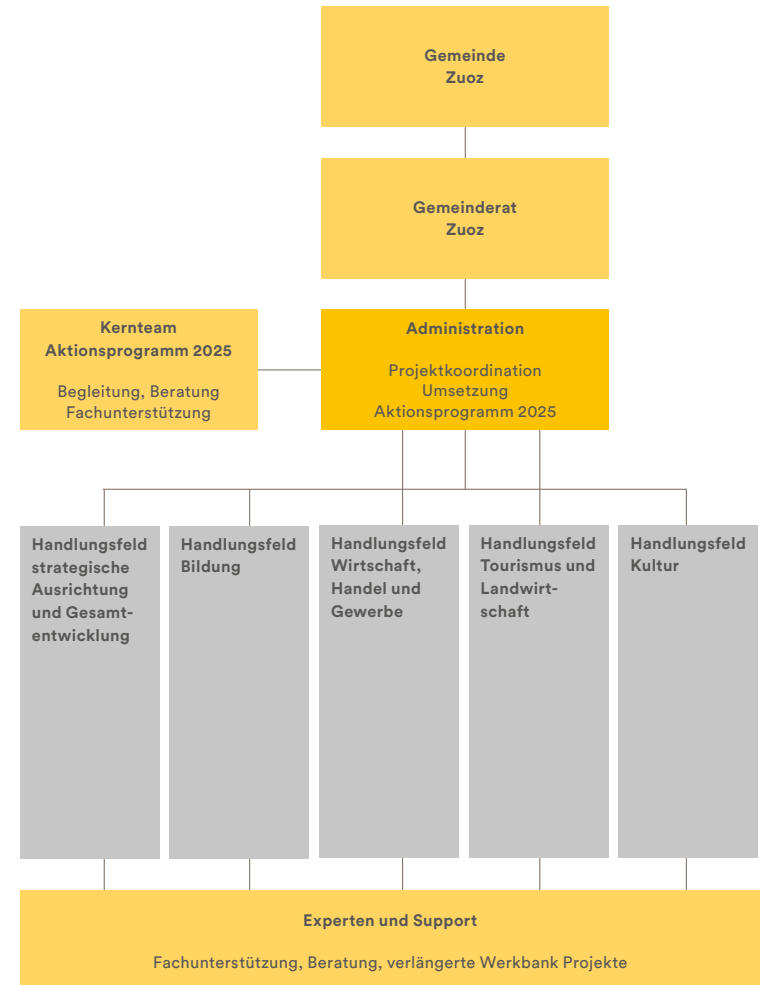 Gemeinde
Zuoz
Gemeinderat
Zuoz
Kernteam
Aktionsprogramm 2025
Begleitung, Beratung
Fachunterstützung
Administration
Projektkoordination
Umsetzung
Aktionsprogramm 2025
Handlungsfeld
strategische
Ausrichtung
und Gesamt-
entwicklung
Handlungsfeld
Bildung
Handlungsfeld
Wirtschaft,
Handel und
Gewerbe
Handlungsfeld
Tourismus und
Landwirt-
schaft
Handlungsfeld
Kultur
Experten und Support
Fachunterstützung, Beratung, verlängerte Werkbank Projekte